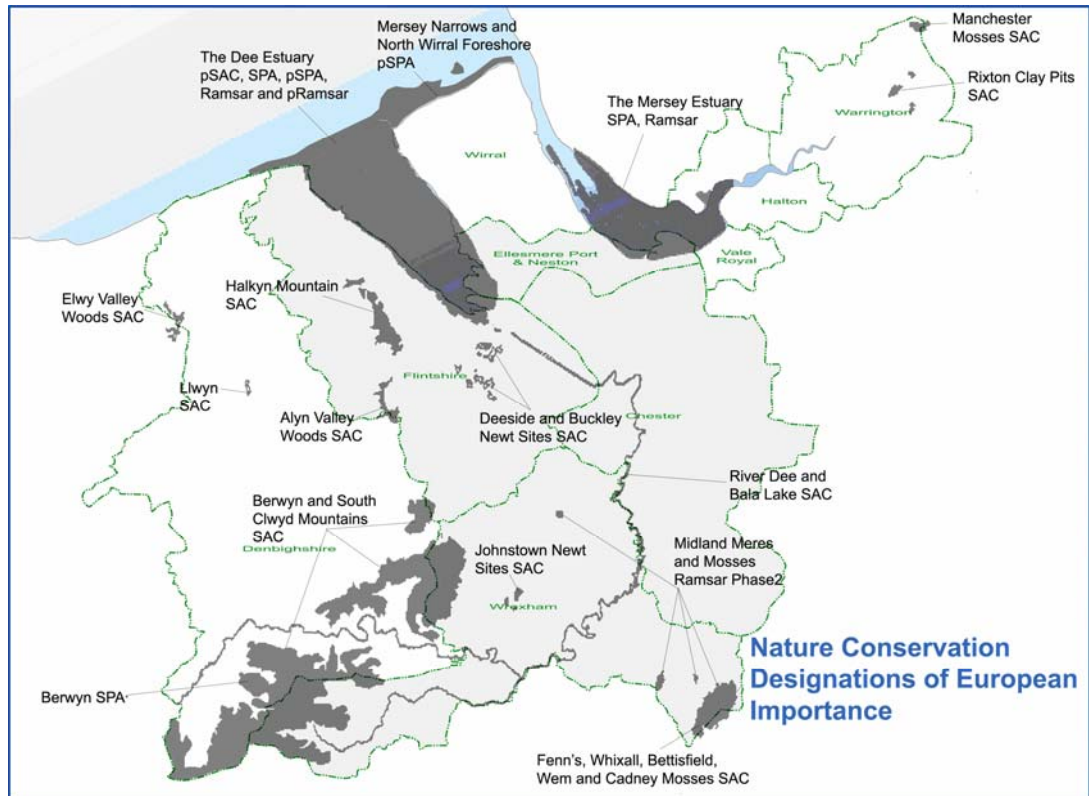 Manchester
Mosses SAC
Mersey Narrows and
North Wirral Foreshore
pSPA
The Dee Estuary
pSAC, SPA, pSPA,
Ramsar and pRamsar
Rixton Clay Pits
SAC
The Mersey Estuary
SPA, Ramsar
Warrington
Wirral
Halton
Ellesmere Port
& Neston
Vale
Royal
Halkyn Mountain
SAC
Elwy Valley
Woods SAC
Flintshire
Llwyn
SAC
Alyn Valley
Woods SAC
Deeside and Buckley
Newt Sites SAC
Chester
River Dee and
Bala Lake SAC
Berwyn and South
Clwyd Mountains
SAC
Denbighshire
Johnstown Newt
Sites SAC
Midland Meres
and Mosses
Ramsar Phase2
Wrexham
Nature Conservation
Designations of European
Importance
Berwyn SPA
Fenn's, Whixall, Bettisfield,
Wem and Cadney Mosses SAC